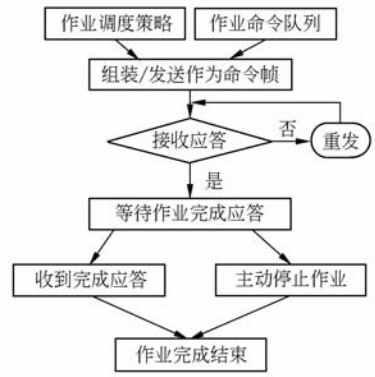 作业调度策略
作业命令队列
组装/发送作为命令帧
接收应答
否
重发
是
等待作业完成应答
收到完成应答
主动停止作业
作业完成结束